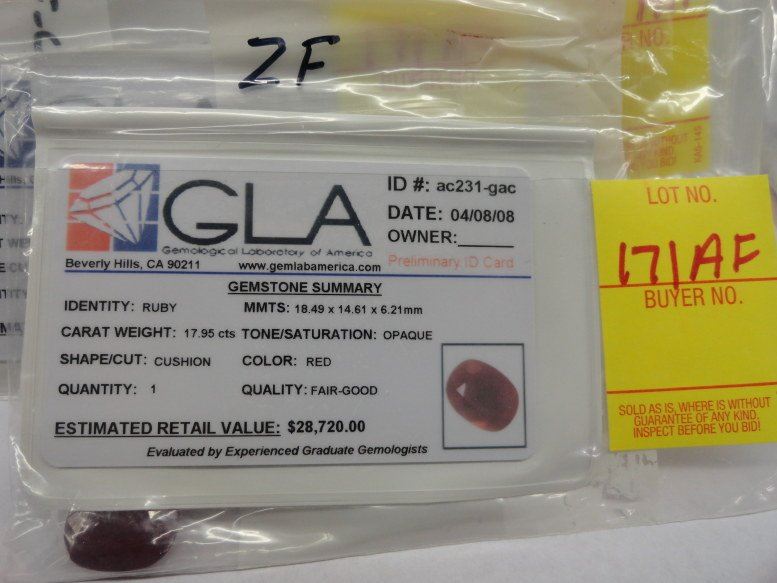 ZF
NO.
KAG-145
GLA
Gemological Laboratory of America
Beverly Hills, CA 90211 www.gemlabamerica.com
ID #: ac231-gac
DATE: 04/08/08
OWNER:
Preliminary ID Card
GEMSTONE SUMMARY
IDENTITY: RUBY MMTS: 18.49 x 14.61 x 6.21mm
CARAT WEIGHT: 17.95 cts TONE/SATURATION: OPAQUE
SHAPE/CUT: CUSHION COLOR: RED
QUANTITY: 1 QUALITY: FAIR-GOOD
ESTIMATED RETAIL VALUE: $28,720.00
Evaluated by Experienced Graduate Gemologists
LOT NO.
171AF
BUYER NO.
SOLD AS IS, WHERE IS WITHOUT
GUARANTEE OF ANY KIND.
INSPECT BEFORE YOU BID!